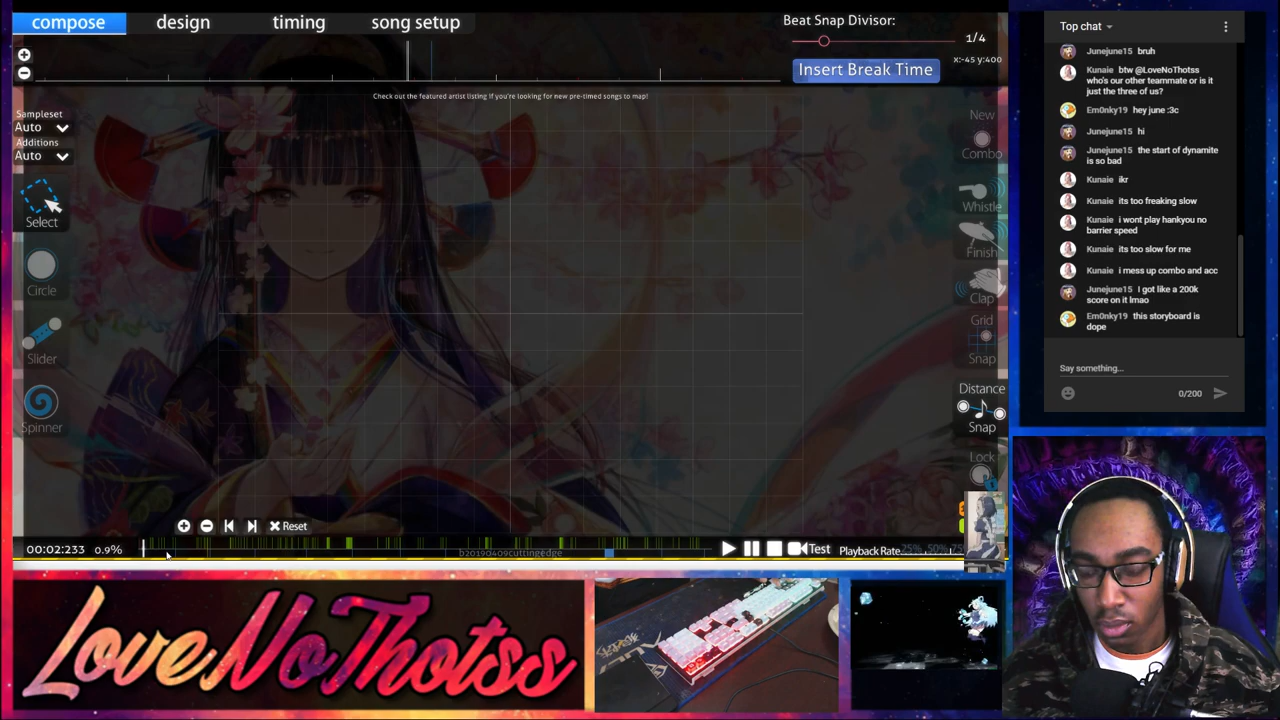 compose
design
timing
song setup
Beat Snap Divisor:
1/4
x:-45 y:400
Insert Break Time
Check out the featured artist listing if you're looking for new pre-timed songs to map!
Sampleset
Auto
Additions
Auto
Select
Circle
Slider
Spinner
New
Combo
Whistle
Finish
Clap
Grid
Snap
Distance
Snap
Lock
Reset
00:02:233
0.9%
b20190409cuttingedge
Test
Playback Rate
25%
50%
Top chat
Junejune15 bruh
Kunaie btw @LoveNoThotss
who's our other teammate or is it
just the three of us?
Em0nky19 hey june :3c
Junejune15 hi
Junejune15 the start of dynamite
is so bad
Kunaie ikr
Kunaie its too freaking slow
Kunaie i wont play hankyou no
barrier speed
Kunaie its too slow for me
Kunaie i mess up combo and acc
Junejune15 I got like a 200k
score on it lmao
Em0nky19 this storyboard is
dope
Say something...
0/200
LoveNoThotss